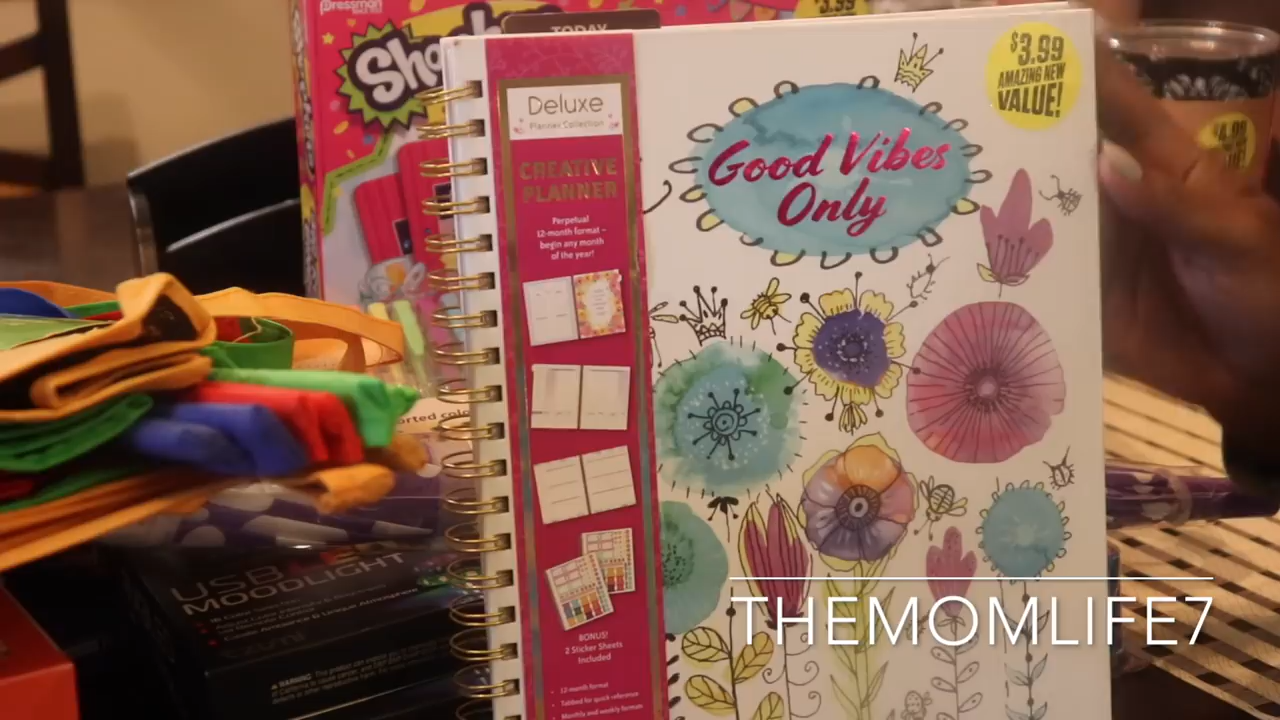 Pressman
TODAY
$3.99
AMAZING NEW
VALUE!
Deluxe
Planner Collection
CREATIVE
PLANNER
Perpetual
12-month format –
begin any month
of the year!
BONUS!
2 Sticker Sheets
Included
• 12-month format
• Tabbed for quick reference
• Monthly and weekly formats
Good Vibes
Only
$4.99
USB
MOODLIGHT
WARNING:
THEMOMLIFE7